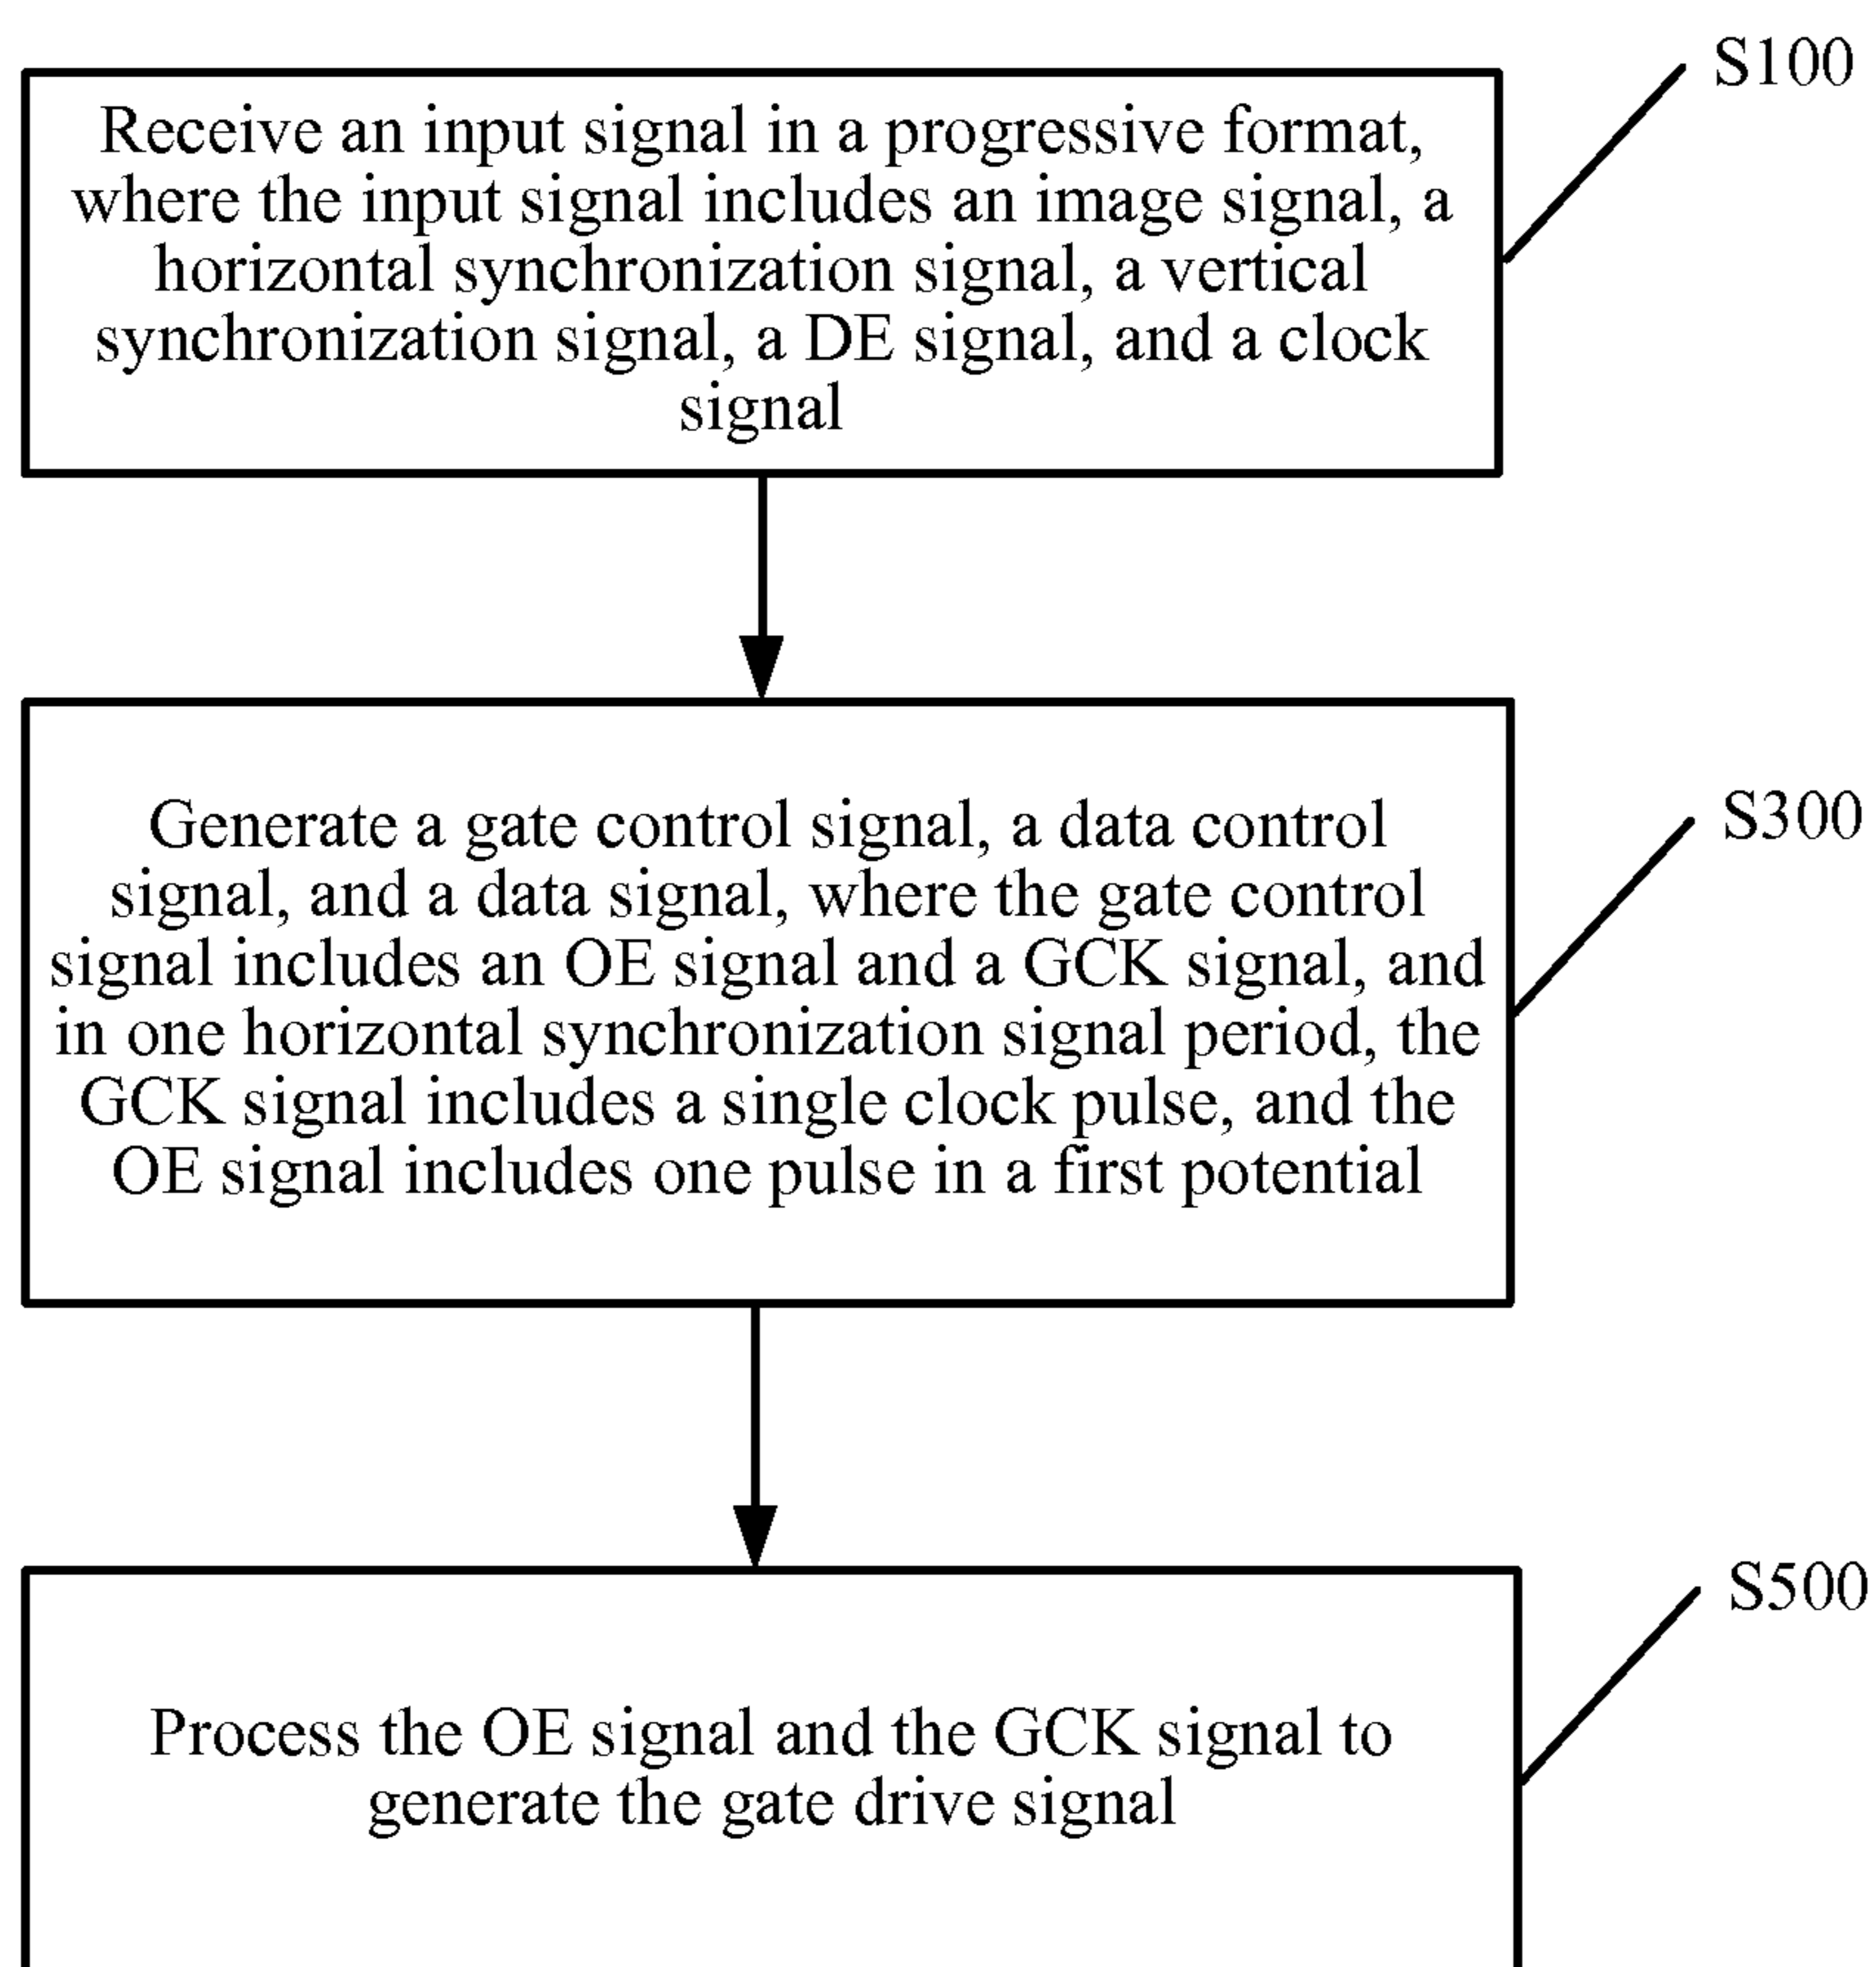 S100
Receive an input signal in a progressive format,
where the input signal includes an image signal, a
horizontal synchronization signal, a vertical
synchronization signal, a DE signal, and a clock
signal
S300
Generate a gate control signal, a data control
signal, and a data signal, where the gate control
signal includes an OE signal and a GCK signal, and
in one horizontal synchronization signal period, the
GCK signal includes a single clock pulse, and the
OE signal includes one pulse in a first potential
S500
Process the OE signal and the GCK signal to
generate the gate drive signal